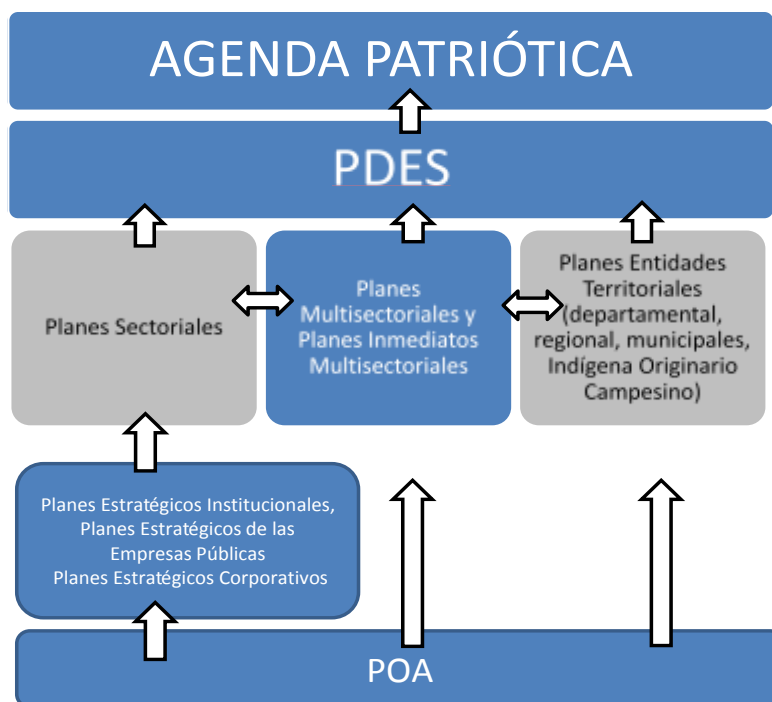 AGENDA PATRIÓTICA
PDES
Planes Sectoriales
Planes
Multisectoriales y
Planes Inmediatos
Multisectoriales
Planes Entidades
Territoriales
(departamental,
regional, municipales,
Indígena Originario
Campesino)
Planes Estratégicos Institucionales,
Planes Estratégicos de las
Empresas Públicas
Planes Estratégicos Corporativos
POA